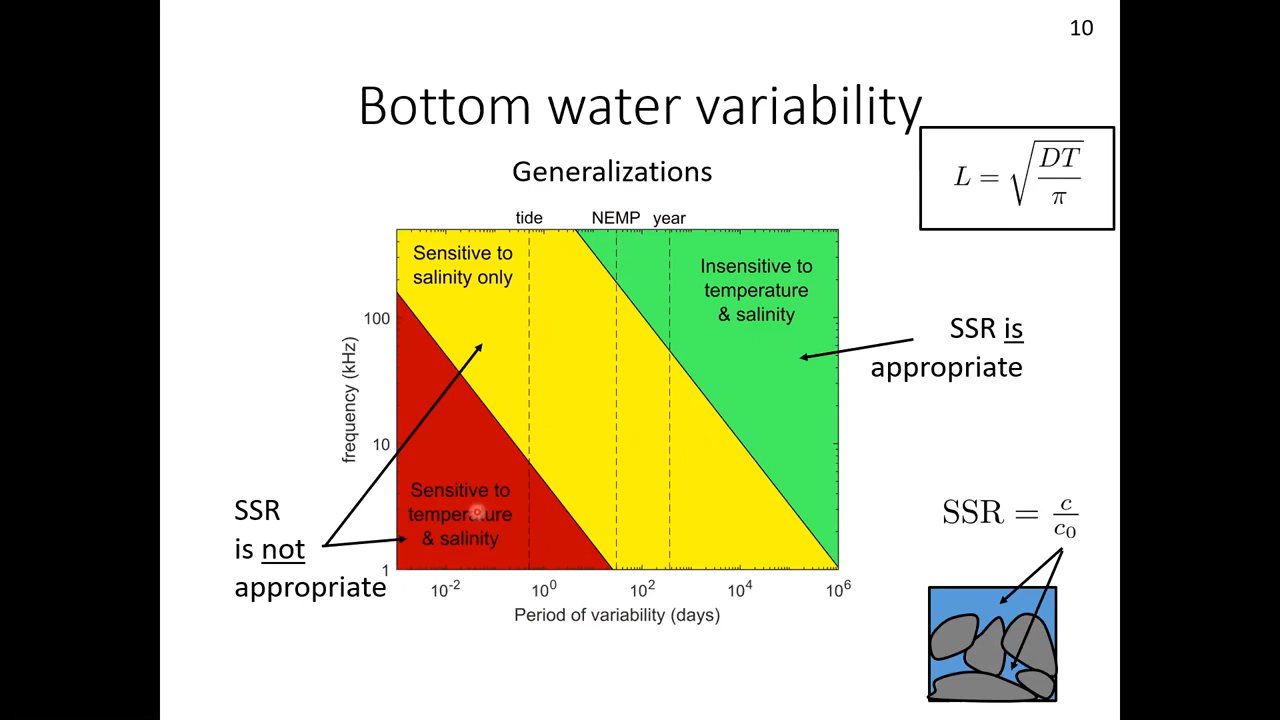 10
Bottom water variability
Generalizations
L = √(DT/π)
tide NEMP year
Sensitive to
salinity only
Insensitive to
temperature
& salinity
SSR is
appropriate
100
10
1
frequency (kHz)
Sensitive to
temperature
& salinity
SSR
is not
appropriate
SSR = c/c₀
10⁻² 10⁰ 10² 10⁴ 10⁶
Period of variability (days)